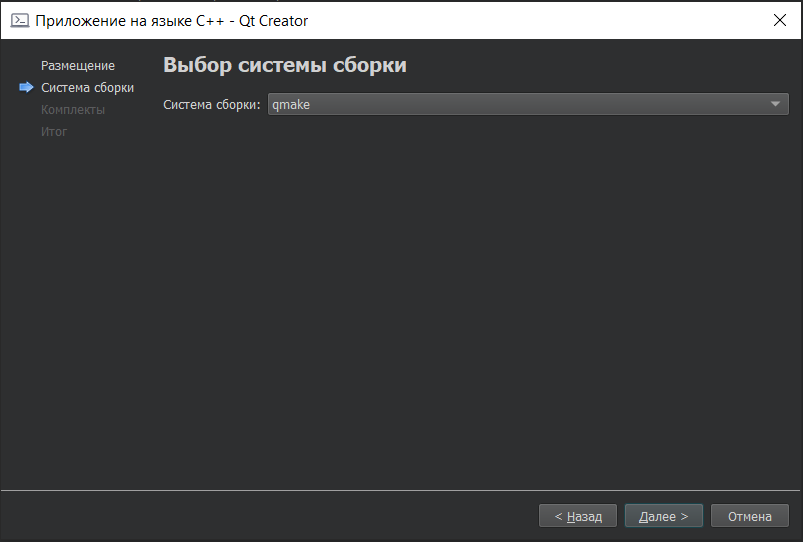 Приложение на языке C++ - Qt Creator
Размещение
Система сборки
Комплекты
Итог
Выбор системы сборки
Система сборки: qmake
< Назад
Далее >
Отмена